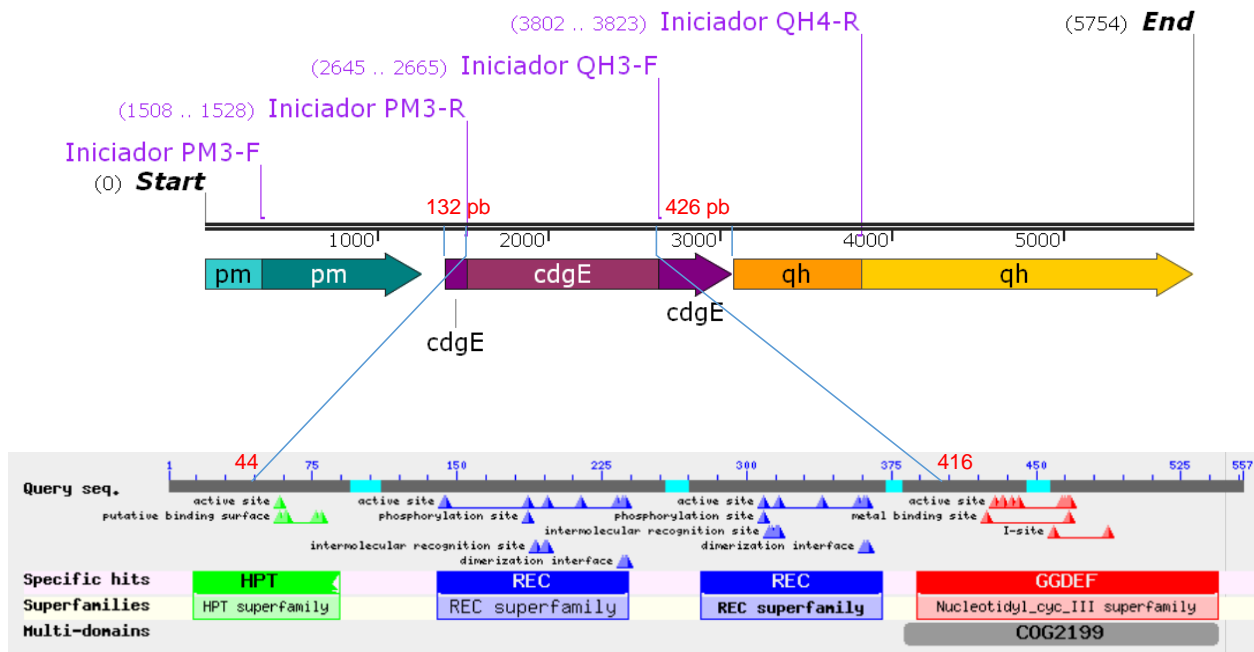 (3802 .. 3823) Iniciador QH4-R
(5754) End
(2645 .. 2665) Iniciador QH3-F
(1508 .. 1528) Iniciador PM3-R
Iniciador PM3-F
(0) Start
132 pb
426 pb
1000
2000
3000
4000
5000
pm
pm
cdgE
qh
qh
cdgE
cdgE
44
416
1
75
150
225
300
375
450
525
557
Query seq.
active site
active site
active site
active site
putative binding surface
phosphorylation site
phosphorylation site
metal binding site
intermolecular recognition site
I-site
intermolecular recognition site
dimerization interface
dimerization interface
Specific hits
HPT
REC
REC
GGDEF
Superfamilies
HPT superfamily
REC superfamily
REC superfamily
Nucleotidyl_cyc_III superfamily
Multi-domains
COG2199